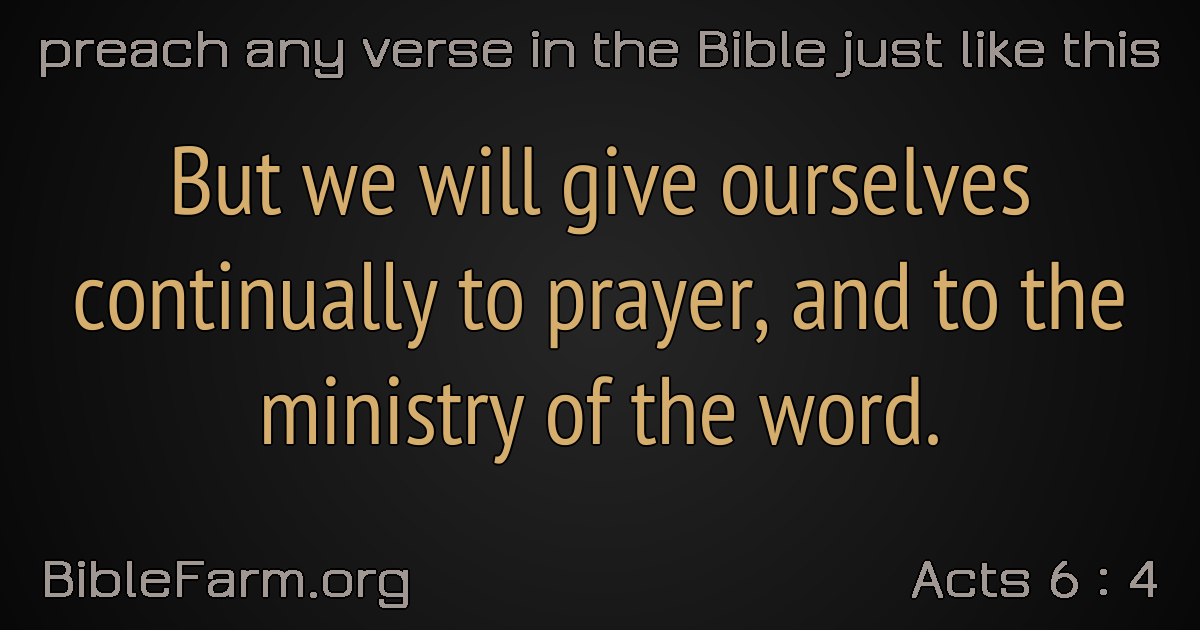 preach any verse in the Bible just like this
But we will give ourselves
continually to prayer, and to the
ministry of the word.
BibleFarm.org
Acts 6 : 4